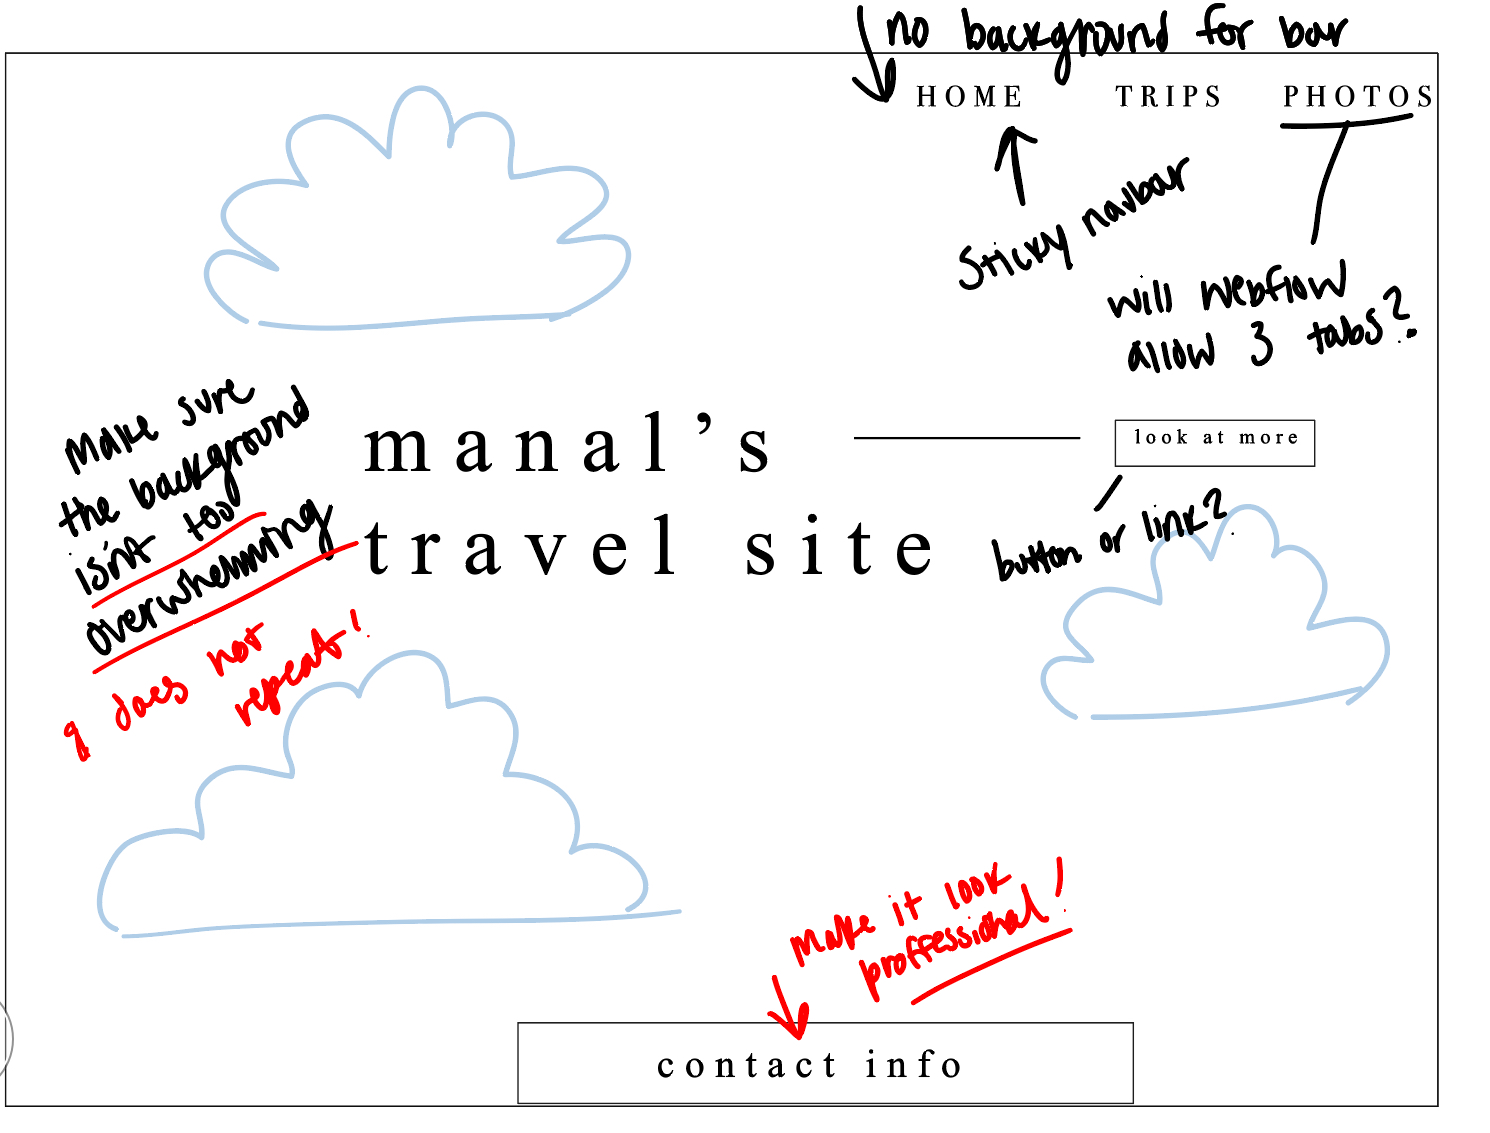 no background for bar
HOME TRIPS PHOTOS
sticky navbar
will webflow
allow 3 tabs?
make sure
the background
isn't too
overwhelming
does not
repeat!
manal’s
travel site
look at more
button or link?
make it look
proffessional!
contact info